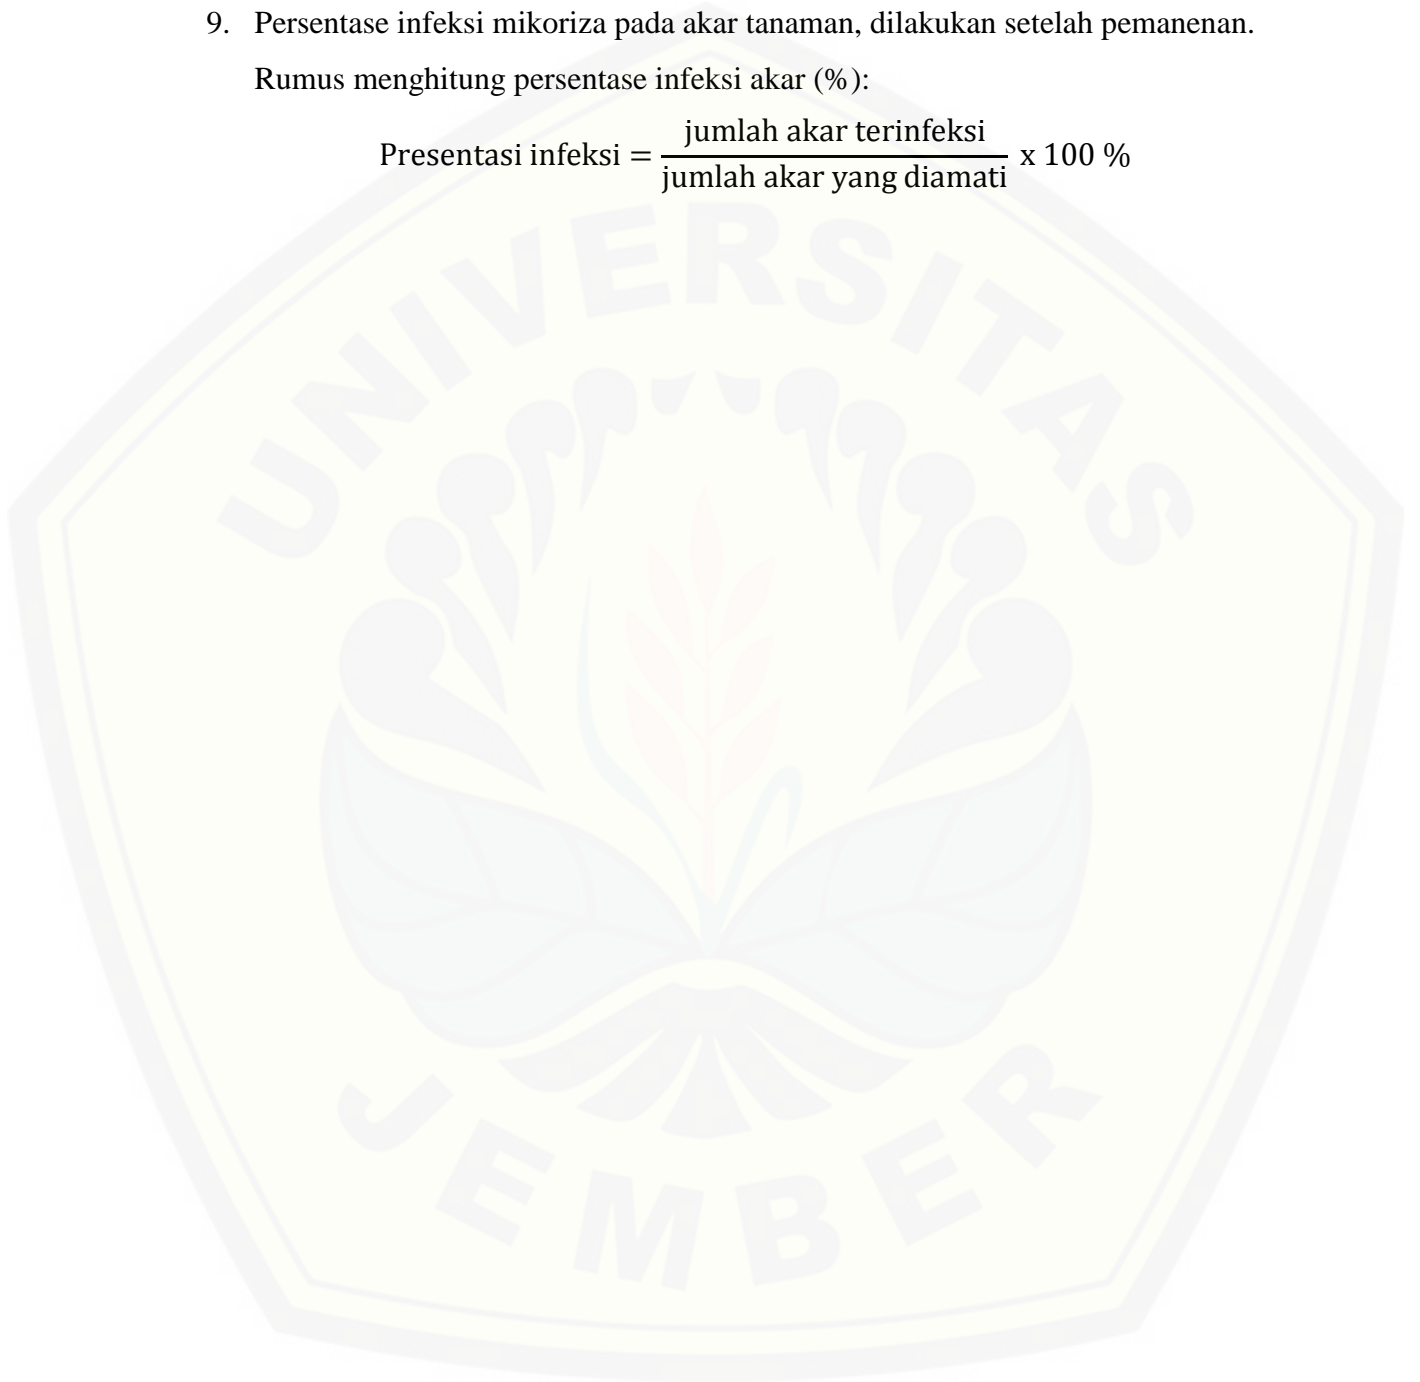 9. Persentase infeksi mikoriza pada akar tanaman, dilakukan setelah pemanenan.
Rumus menghitung persentase infeksi akar (%):
Presentasi infeksi = jumlah akar terinfeksi / jumlah akar yang diamati x 100 %
UNIVERSITAS
JEMBER